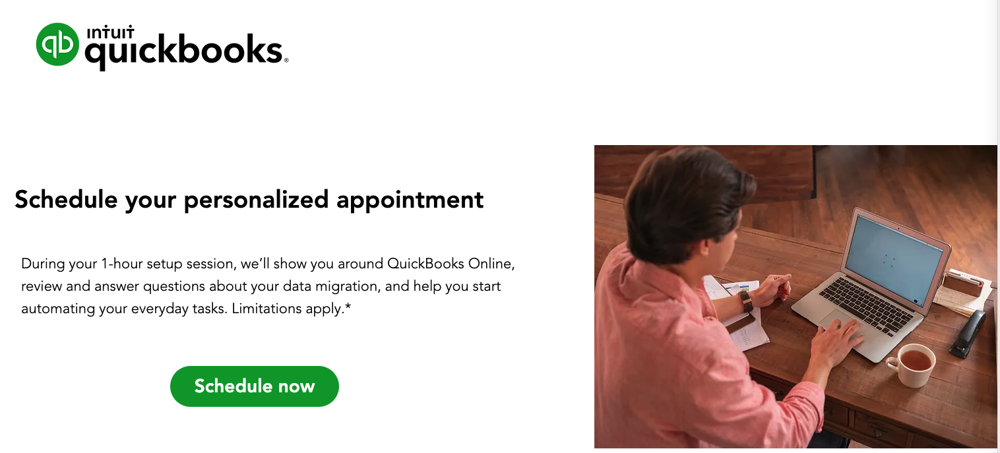 intuit
quickbooks®
Schedule your personalized appointment
During your 1-hour setup session, we’ll show you around QuickBooks Online,
review and answer questions about your data migration, and help you start
automating your everyday tasks. Limitations apply.*
Schedule now